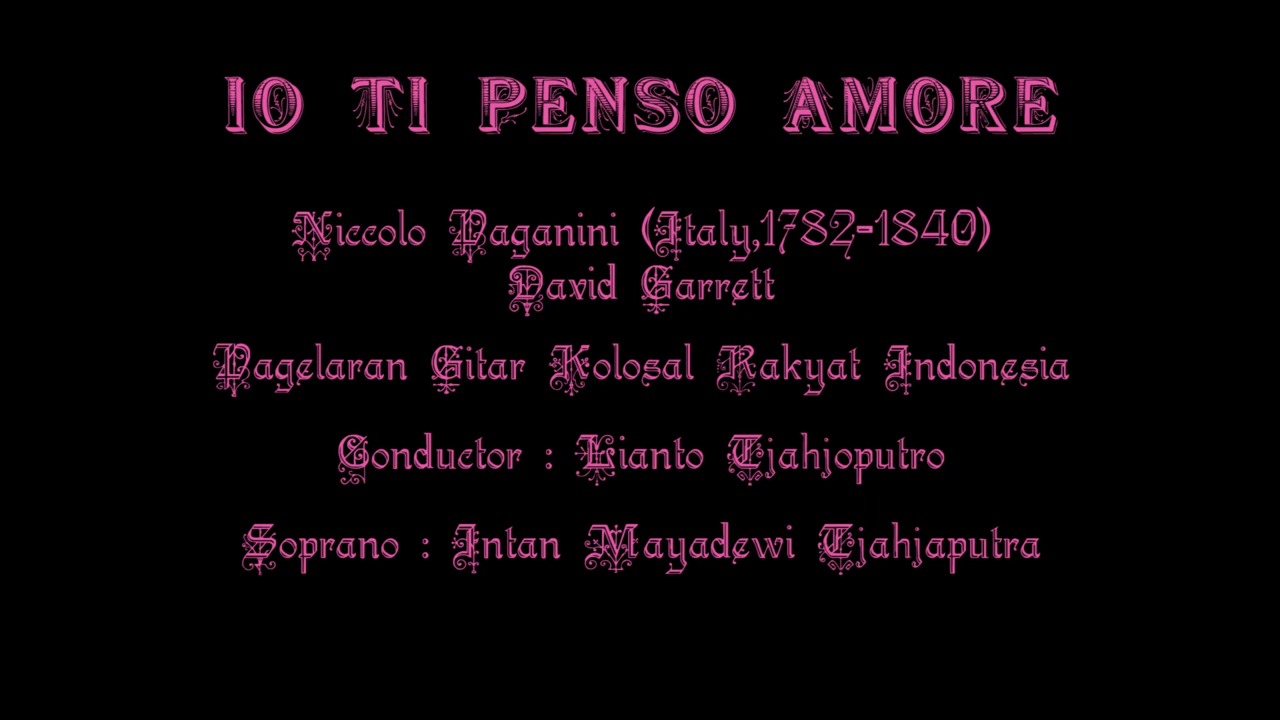 IO TI PENSO AMORE
Niccolo Paganini (Italy,1782-1840)
David Garrett
Pagelaran Gitar Kolosal Rakyat Indonesia
Conductor : Lianto Tjahjoputro
Soprano : Intan Mayadewi Tjahjaputra